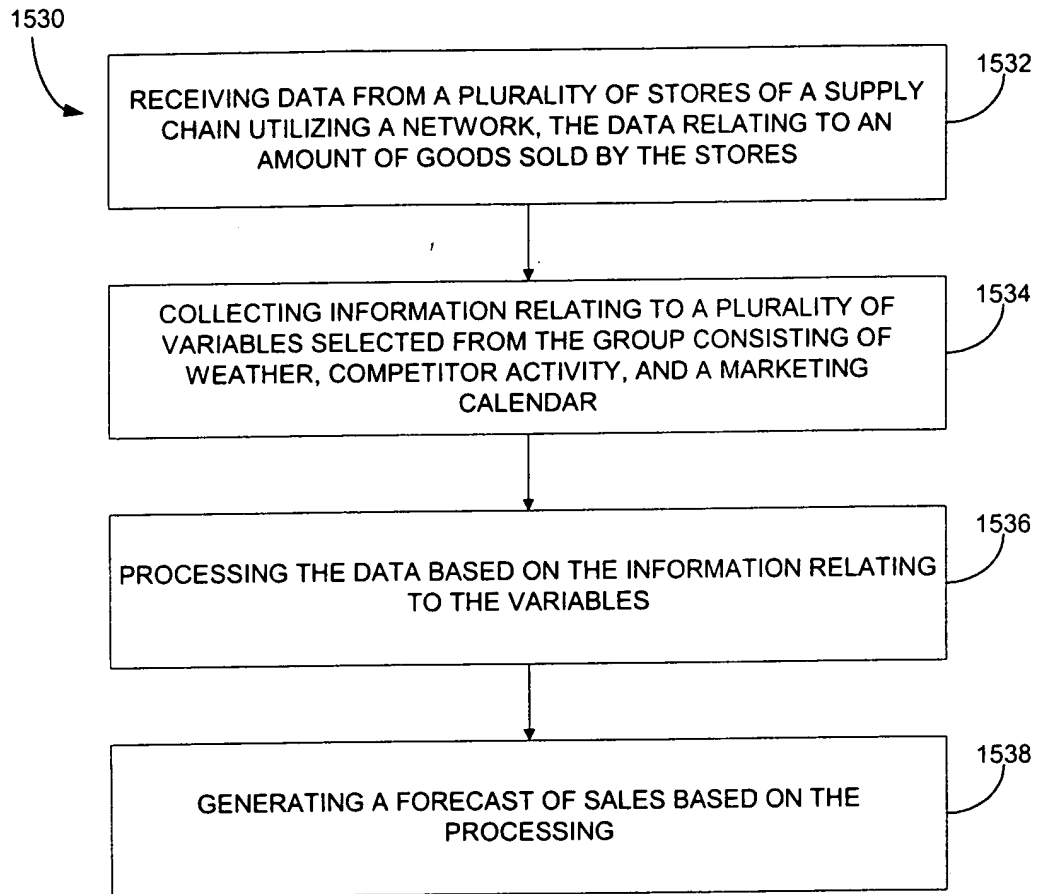 1530
1532
RECEIVING DATA FROM A PLURALITY OF STORES OF A SUPPLY
CHAIN UTILIZING A NETWORK, THE DATA RELATING TO AN
AMOUNT OF GOODS SOLD BY THE STORES
1534
COLLECTING INFORMATION RELATING TO A PLURALITY OF
VARIABLES SELECTED FROM THE GROUP CONSISTING OF
WEATHER, COMPETITOR ACTIVITY, AND A MARKETING
CALENDAR
1536
PROCESSING THE DATA BASED ON THE INFORMATION RELATING
TO THE VARIABLES
1538
GENERATING A FORECAST OF SALES BASED ON THE
PROCESSING